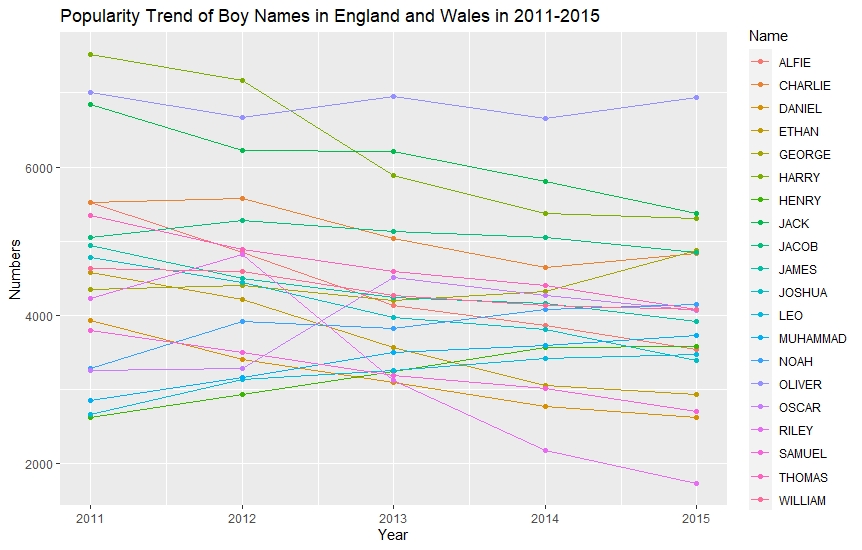 Popularity Trend of Boy Names in England and Wales in 2011-2015
Numbers
6000
4000
2000
2011 2012 2013 2014 2015
Year
Name
ALFIE
CHARLIE
DANIEL
ETHAN
GEORGE
HARRY
HENRY
JACK
JACOB
JAMES
JOSHUA
LEO
MUHAMMAD
NOAH
OLIVER
OSCAR
RILEY
SAMUEL
THOMAS
WILLIAM